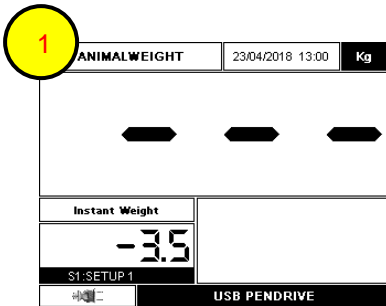 1
ANIMALWEIGHT 23/04/2018 13:00 Kg
- - -
Instant Weight
-3.5
S1:SETUP 1
USB PENDRIVE